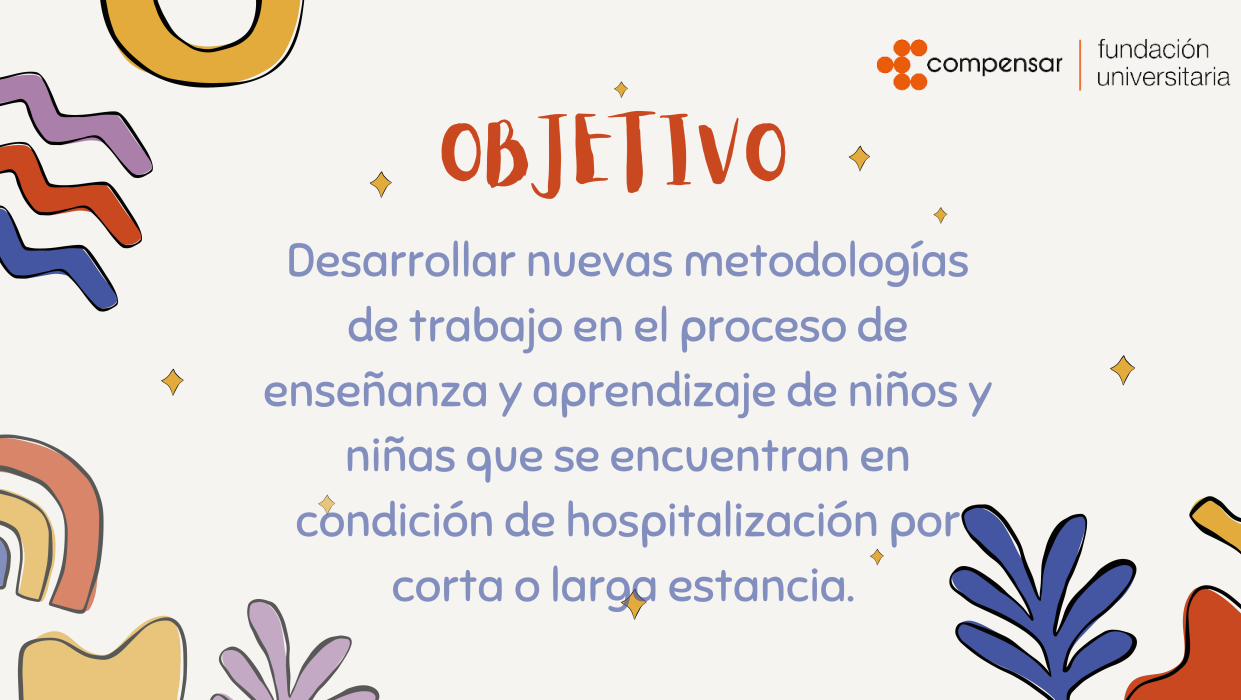 compensar
fundación
universitaria
OBJETIVO
Desarrollar nuevas metodologías
de trabajo en el proceso de
enseñanza y aprendizaje de niños y
niñas que se encuentran en
condición de hospitalización por
corta o larga estancia.